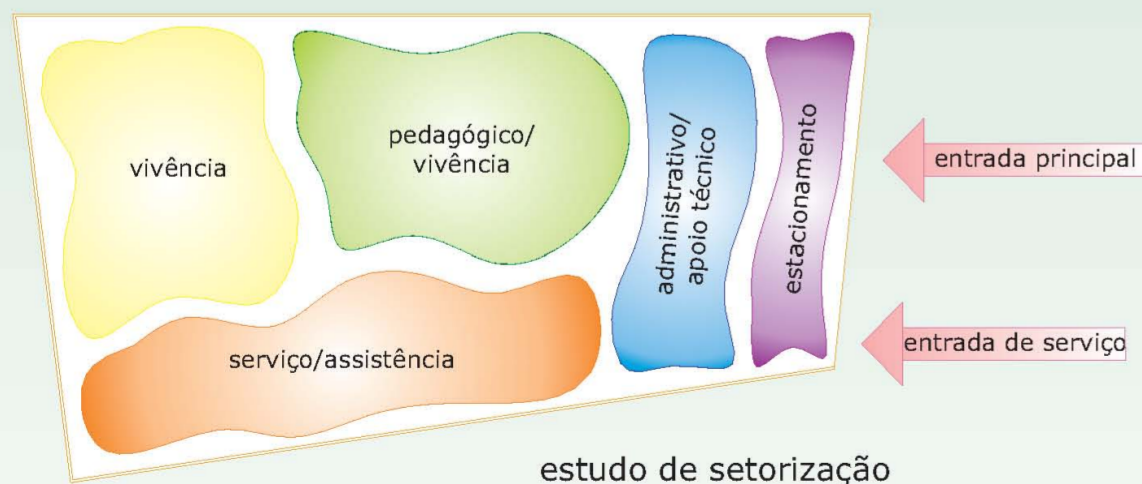 vivência
pedagógico/
vivência
administrativo/
apoio técnico
estacionamento
entrada principal
serviço/assistência
entrada de serviço
estudo de setorização